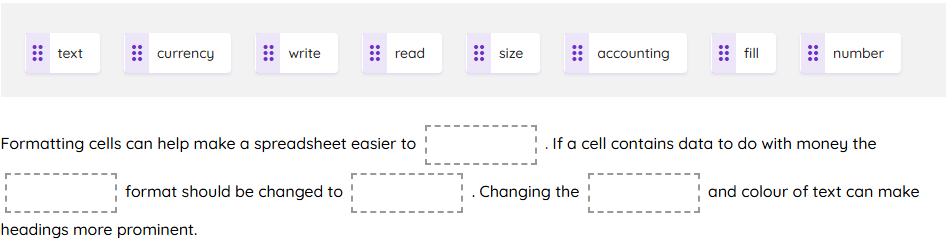 text currency write read size accounting fill number
Formatting cells can help make a spreadsheet easier to . If a cell contains data to do with money the
format should be changed to . Changing the and colour of text can make
headings more prominent.